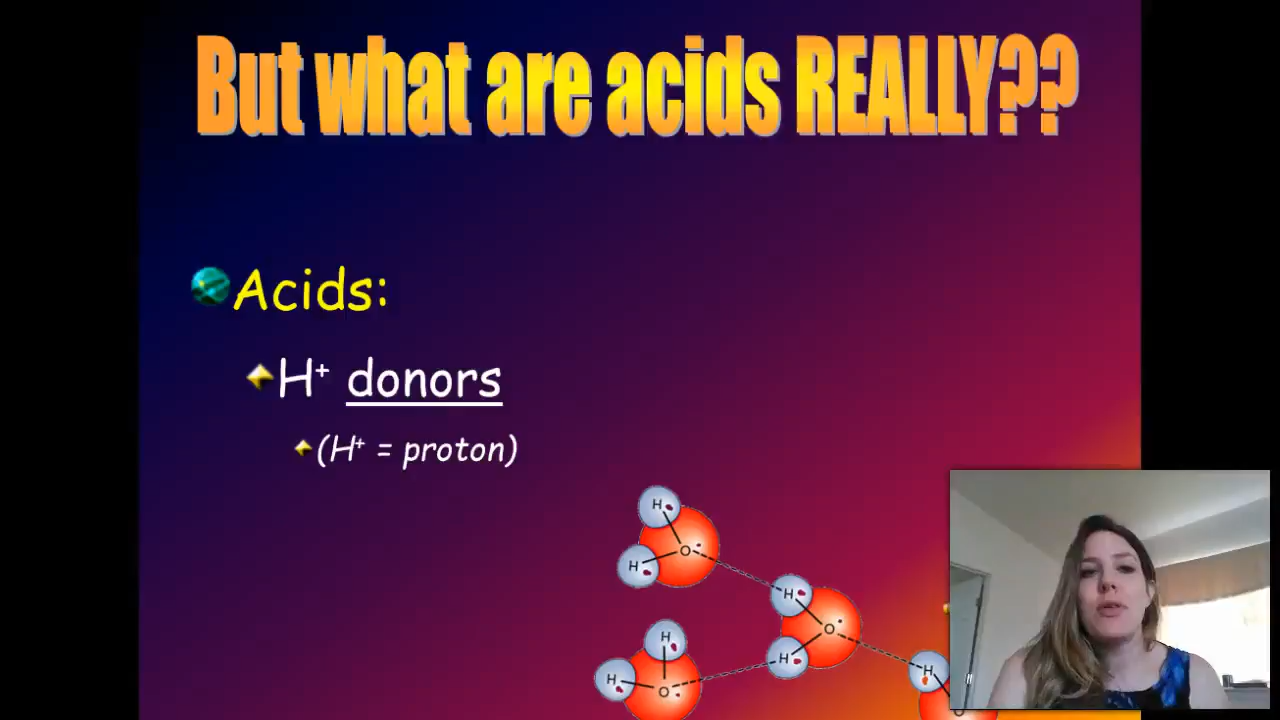 But what are acids REALLY??
Acids:
H⁺ donors
(H⁺ = proton)
H
H
O
H
H
O
H
H
O
H
O